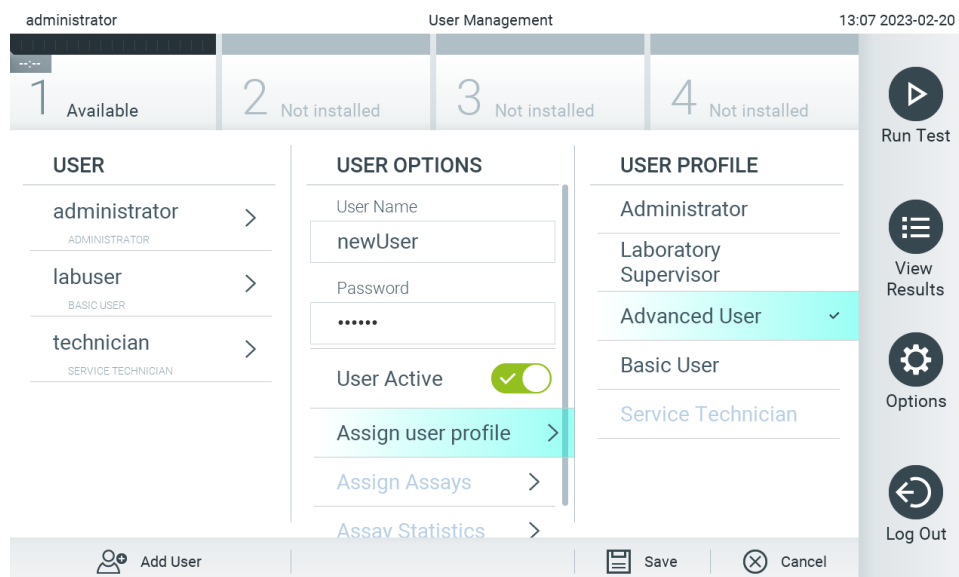 administrator
User Management
13:07 2023-02-20
--:--
1 Available
2 Not installed
3 Not installed
4 Not installed
Run Test
View
Results
Options
Log Out
USER
administrator
ADMINISTRATOR
labuser
BASIC USER
technician
SERVICE TECHNICIAN
USER OPTIONS
User Name
newUser
Password
••••••
User Active
Assign user profile
Assign Assays
Assay Statistics
USER PROFILE
Administrator
Laboratory
Supervisor
Advanced User
Basic User
Service Technician
Add User
Save
Cancel